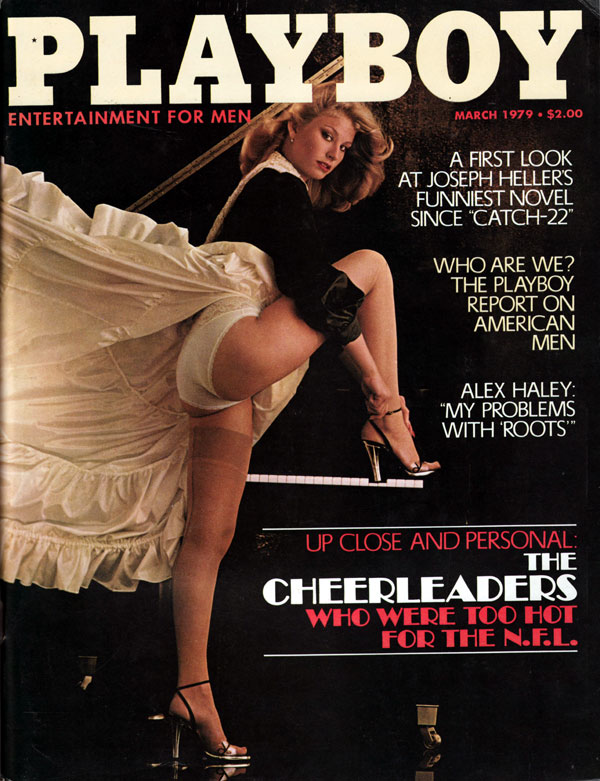 PLAYBOY
ENTERTAINMENT FOR MEN
MARCH 1979 • $2.00
A FIRST LOOK
AT JOSEPH HELLER'S
FUNNIEST NOVEL
SINCE "CATCH-22"
WHO ARE WE?
THE PLAYBOY
REPORT ON
AMERICAN
MEN
ALEX HALEY:
"MY PROBLEMS
WITH 'ROOTS'"
UP CLOSE AND PERSONAL:
THE
CHEERLEADERS
WHO WERE TOO HOT
FOR THE N.F.L.